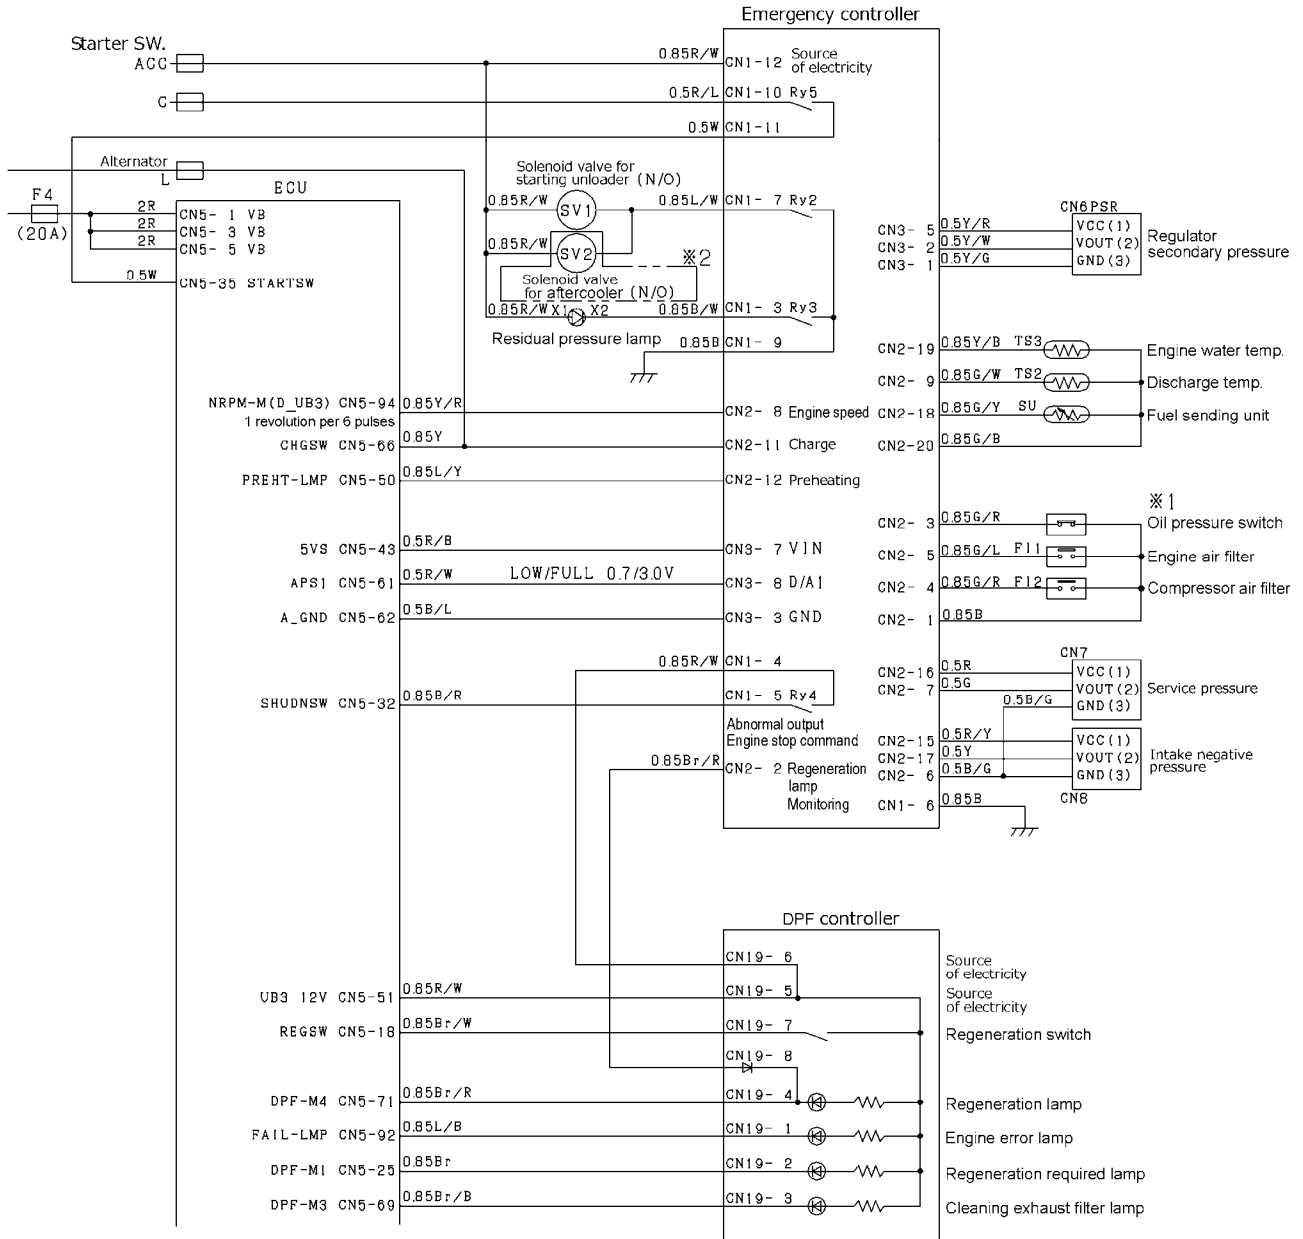 Emergency controller
Starter SW.
ACC
0.85R/W
CN1-12
Source of electricity
C
0.5R/L
CN1-10 Ry5
0.5W
CN1-11
Alternator
L
F4
(20A)
ECU
2R
CN5- 1 VB
2R
CN5- 3 VB
2R
CN5- 5 VB
0.5W
CN5-35 STARTSW
Solenoid valve for starting unloader (N/O)
0.85R/W
SV1
0.85L/W
CN1- 7 Ry2
0.85R/W
SV2
※2
Solenoid valve for aftercooler (N/O)
0.85R/W
X1
X2
0.85B/W
CN1- 3 Ry3
Residual pressure lamp
0.85B
CN1- 9
CN6PSR
CN3- 5
0.5Y/R
VCC(1)
CN3- 2
0.5Y/W
VOUT(2)
CN3- 1
0.5Y/G
GND(3)
Regulator secondary pressure
CN2-19
0.85Y/B
TS3
Engine water temp.
CN2- 9
0.85G/W
TS2
Discharge temp.
CN2-18
0.85G/Y
SU
Fuel sending unit
CN2-20
0.85G/B
NRPM-M(D_UB3) CN5-94
0.85Y/R
1 revolution per 6 pulses
CN2- 8 Engine speed
CHGSW CN5-66
0.85Y
CN2-11 Charge
PREHT-LMP CN5-50
0.85L/Y
CN2-12 Preheating
※1
CN2- 3
0.85G/R
Oil pressure switch
CN2- 5
0.85G/L
FI1
Engine air filter
CN2- 4
0.85G/R
FI2
Compressor air filter
CN2- 1
0.85B
5VS CN5-43
0.5R/B
CN3- 7 VIN
APS1 CN5-61
0.5R/W
LOW/FULL 0.7/3.0V
CN3- 8 D/A1
A_GND CN5-62
0.5B/L
CN3- 3 GND
0.85R/W
CN1- 4
SHUDNSW CN5-32
0.85B/R
CN1- 5 Ry4
Abnormal output
Engine stop command
0.85Br/R
CN2- 2 Regeneration lamp Monitoring
CN7
CN2-16
0.5R
VCC(1)
CN2- 7
0.5G
VOUT(2)
0.5B/G
GND(3)
Service pressure
CN2-15
0.5R/Y
VCC(1)
CN2-17
0.5Y
VOUT(2)
CN2- 6
0.5B/G
GND(3)
Intake negative pressure
CN8
CN1- 6
0.85B
DPF controller
CN19- 6
Source of electricity
UB3 12V CN5-51
0.85R/W
CN19- 5
Source of electricity
REGSW CN5-18
0.85Br/W
CN19- 7
Regeneration switch
CN19- 8
DPF-M4 CN5-71
0.85Br/R
CN19- 4
Regeneration lamp
FAIL-LMP CN5-92
0.85L/B
CN19- 1
Engine error lamp
DPF-M1 CN5-25
0.85Br
CN19- 2
Regeneration required lamp
DPF-M3 CN5-69
0.85Br/B
CN19- 3
Cleaning exhaust filter lamp